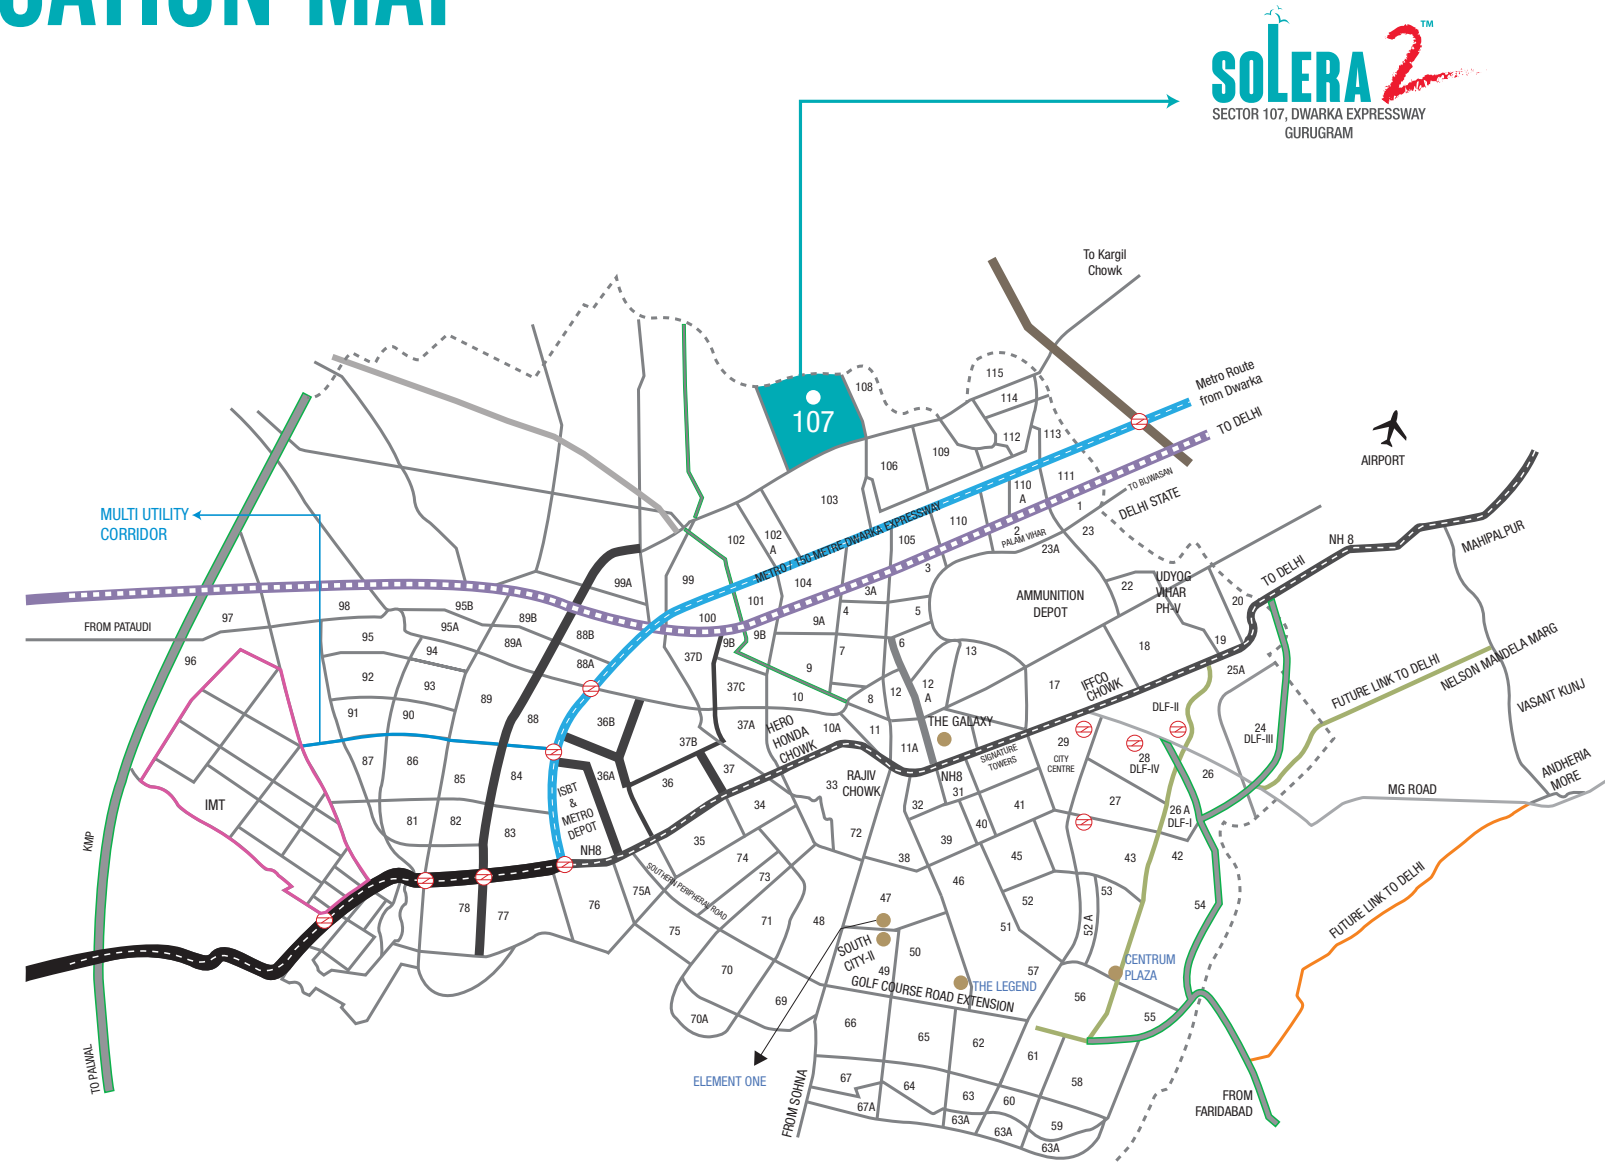 SOLERA 2™
SECTOR 107, DWARKA EXPRESSWAY
GURUGRAM
To Kargil
Chowk
Metro Route
from Dwarka
TO DELHI
AIRPORT
115
114
108
107
112
113
109
106
111
110
A
TO BIJWASAN
DELHI STATE
MULTI UTILITY
CORRIDOR
103
102
102
A
METRO / 150 METRE DWARKA EXPRESSWAY
105
110
2
PALAM VIHAR
1
23
23A
NH 8
MAHIPALPUR
TO DELHI
99A
99
104
101
3
3A
100
AMMUNITION
DEPOT
22
UDYOG
VIHAR
PH-V
20
19
18
FROM PATAUDI
97
98
95B
95A
95
94
89B
89A
88B
88A
9B
9B
9A
4
5
6
7
9
13
96
92
93
89
37D
37C
10
8
12
12
A
17
IFFCO
CHOWK
25A
FUTURE LINK TO DELHI
NELSON MANDELA MARG
VASANT KUNJ
91
90
88
36B
37A
37B
HERO
HONDA
CHOWK
10A
11
11A
THE GALAXY
DLF-II
24
DLF-III
87
86
85
84
36A
36
37
33
RAJIV
CHOWK
NH8
31
32
SIGNATURE
TOWERS
29
CITY
CENTRE
28
DLF-IV
26
ANDHERIA
MORE
MG ROAD
IMT
ISBT
&
METRO
DEPOT
NH8
34
35
72
41
40
39
38
27
26 A
DLF-I
81
82
83
KMP
74
73
SOUTHERN PERIPHERAL ROAD
75A
45
43
42
78
77
76
75
71
48
47
46
52
52 A
53
51
54
FUTURE LINK TO DELHI
SOUTH
CITY-II
49
50
57
CENTRUM
PLAZA
THE LEGEND
GOLF COURSE ROAD EXTENSION
70
69
70A
56
55
66
65
62
61
58
TO PALWAL
ELEMENT ONE
FROM SOHNA
67
67A
64
63
63A
60
63A
59
63A
FROM
FARIDABAD